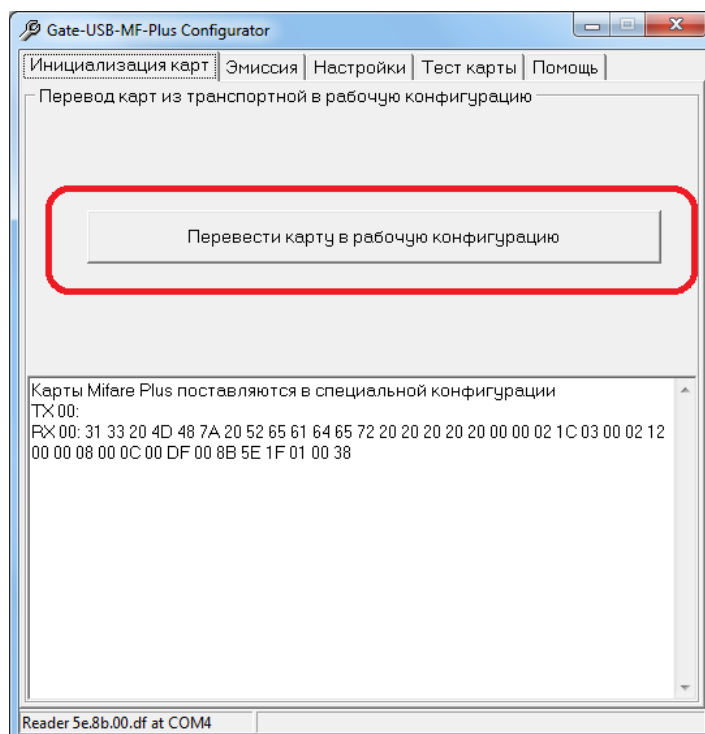 Gate-USB-MF-Plus Configurator
Инициализация карт Эмиссия Настройки Тест карты Помощь
Перевод карт из транспортной в рабочую конфигурацию
Перевести карту в рабочую конфигурацию
Карты Mifare Plus поставляются в специальной конфигурации
TX 00:
RX 00: 31 33 20 4D 48 7A 20 52 65 61 64 65 72 20 20 20 20 20 00 00 02 1C 03 00 02 12
00 00 08 00 0C 00 DF 00 8B 5E 1F 01 00 38
Reader 5e.8b.00.df at COM4